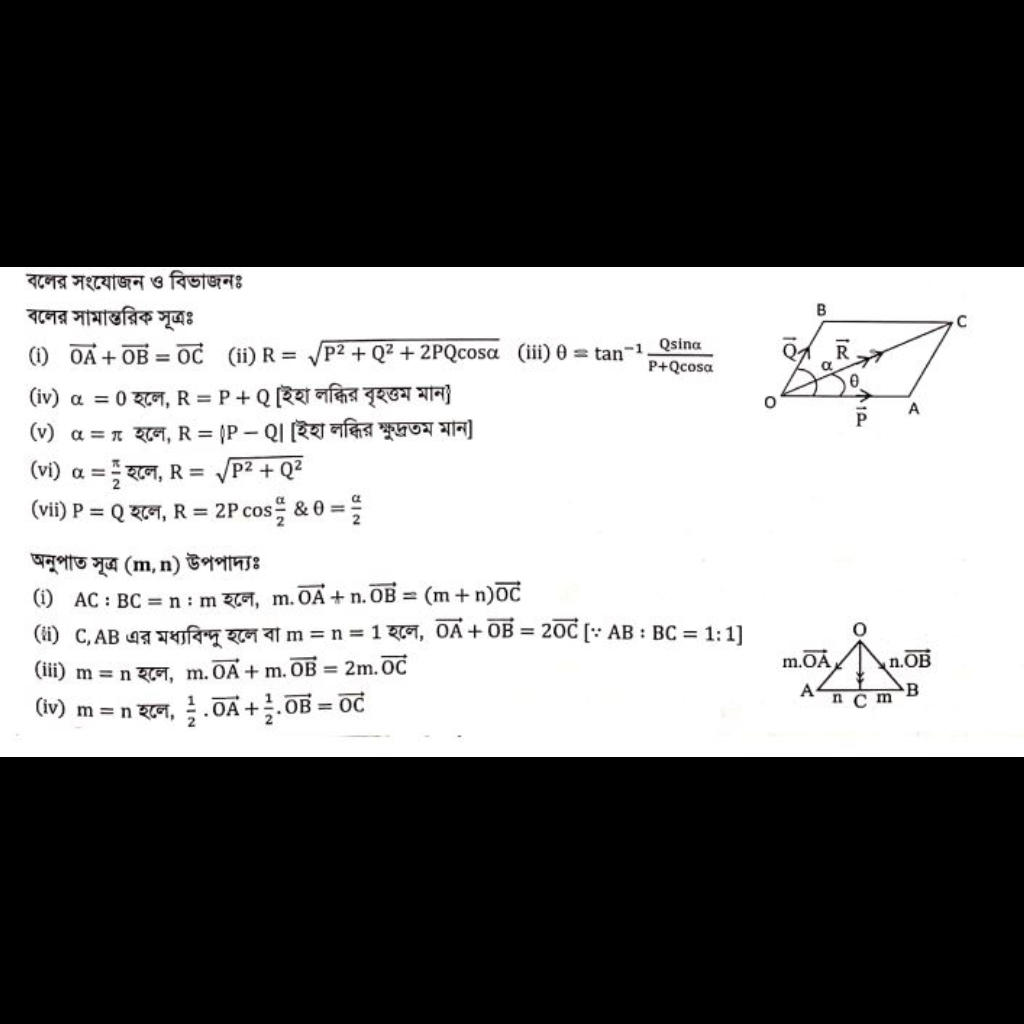 বলের সংযোজন ও বিভাজনঃ
বলের সামান্তরিক সূত্রঃ
(i) $\overrightarrow{OA} + \overrightarrow{OB} = \overrightarrow{OC}$ (ii) $R = \sqrt{P^2 + Q^2 + 2PQ\cos\alpha}$ (iii) $\theta = \tan^{-1} \frac{Q\sin\alpha}{P+Q\cos\alpha}$
(iv) $\alpha = 0$ হলে, $R = P + Q$ [ইহা লব্ধির বৃহত্তম মান]
(v) $\alpha = \pi$ হলে, $R = |P - Q|$ [ইহা লব্ধির ক্ষুদ্রতম মান]
(vi) $\alpha = \frac{\pi}{2}$ হলে, $R = \sqrt{P^2 + Q^2}$
(vii) $P = Q$ হলে, $R = 2P\cos\frac{\alpha}{2}$ & $\theta = \frac{\alpha}{2}$
B
C
$\vec{Q}$
$\vec{R}$
α
θ
O
$\vec{P}$
A
অনুপাত সূত্র (m, n) উপপাদ্যঃ
(i) AC : BC = n : m হলে, $m.\overrightarrow{OA} + n.\overrightarrow{OB} = (m + n)\overrightarrow{OC}$
(ii) C, AB এর মধ্যবিন্দু হলে বা m = n = 1 হলে, $\overrightarrow{OA} + \overrightarrow{OB} = 2\overrightarrow{OC}$ [∵ AB : BC = 1: 1]
(iii) m = n হলে, $m.\overrightarrow{OA} + m.\overrightarrow{OB} = 2m.\overrightarrow{OC}$
(iv) m = n হলে, $\frac{1}{2}.\overrightarrow{OA} + \frac{1}{2}.\overrightarrow{OB} = \overrightarrow{OC}$
O
$m.\overrightarrow{OA}$ $n.\overrightarrow{OB}$
A n C m B